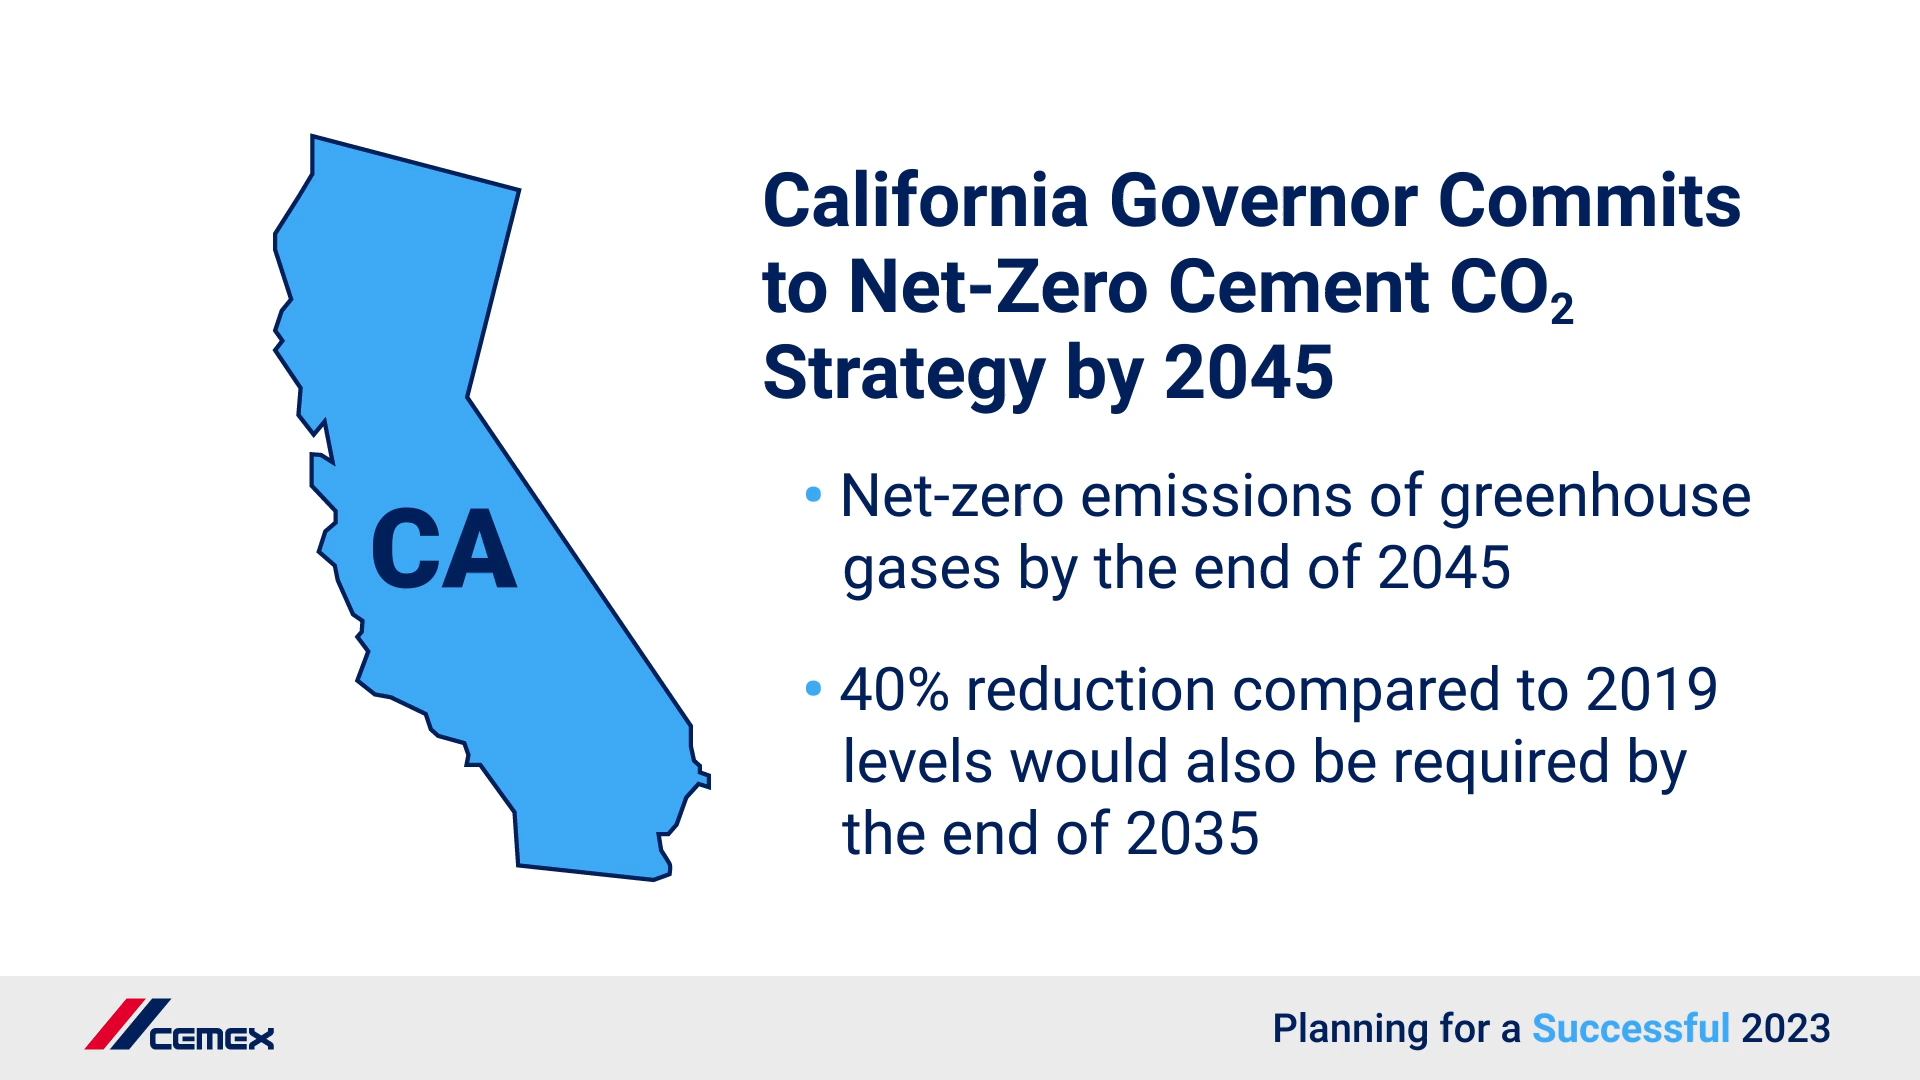 California Governor Commits
to Net-Zero Cement CO₂
Strategy by 2045
CA
• Net-zero emissions of greenhouse
gases by the end of 2045
• 40% reduction compared to 2019
levels would also be required by
the end of 2035
CEMEX
Planning for a Successful 2023